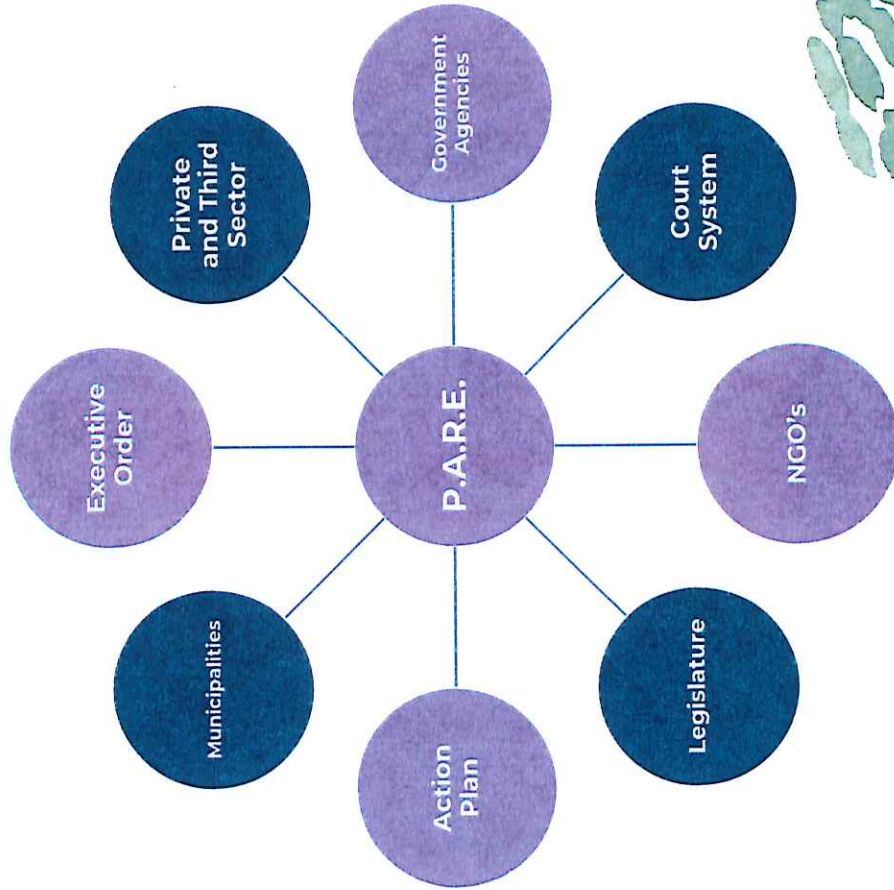 Executive
Order
Private
and Third
Sector
Government
Agencies
Court
System
NGO's
Legislature
Action
Plan
Municipalities
P.A.R.E.